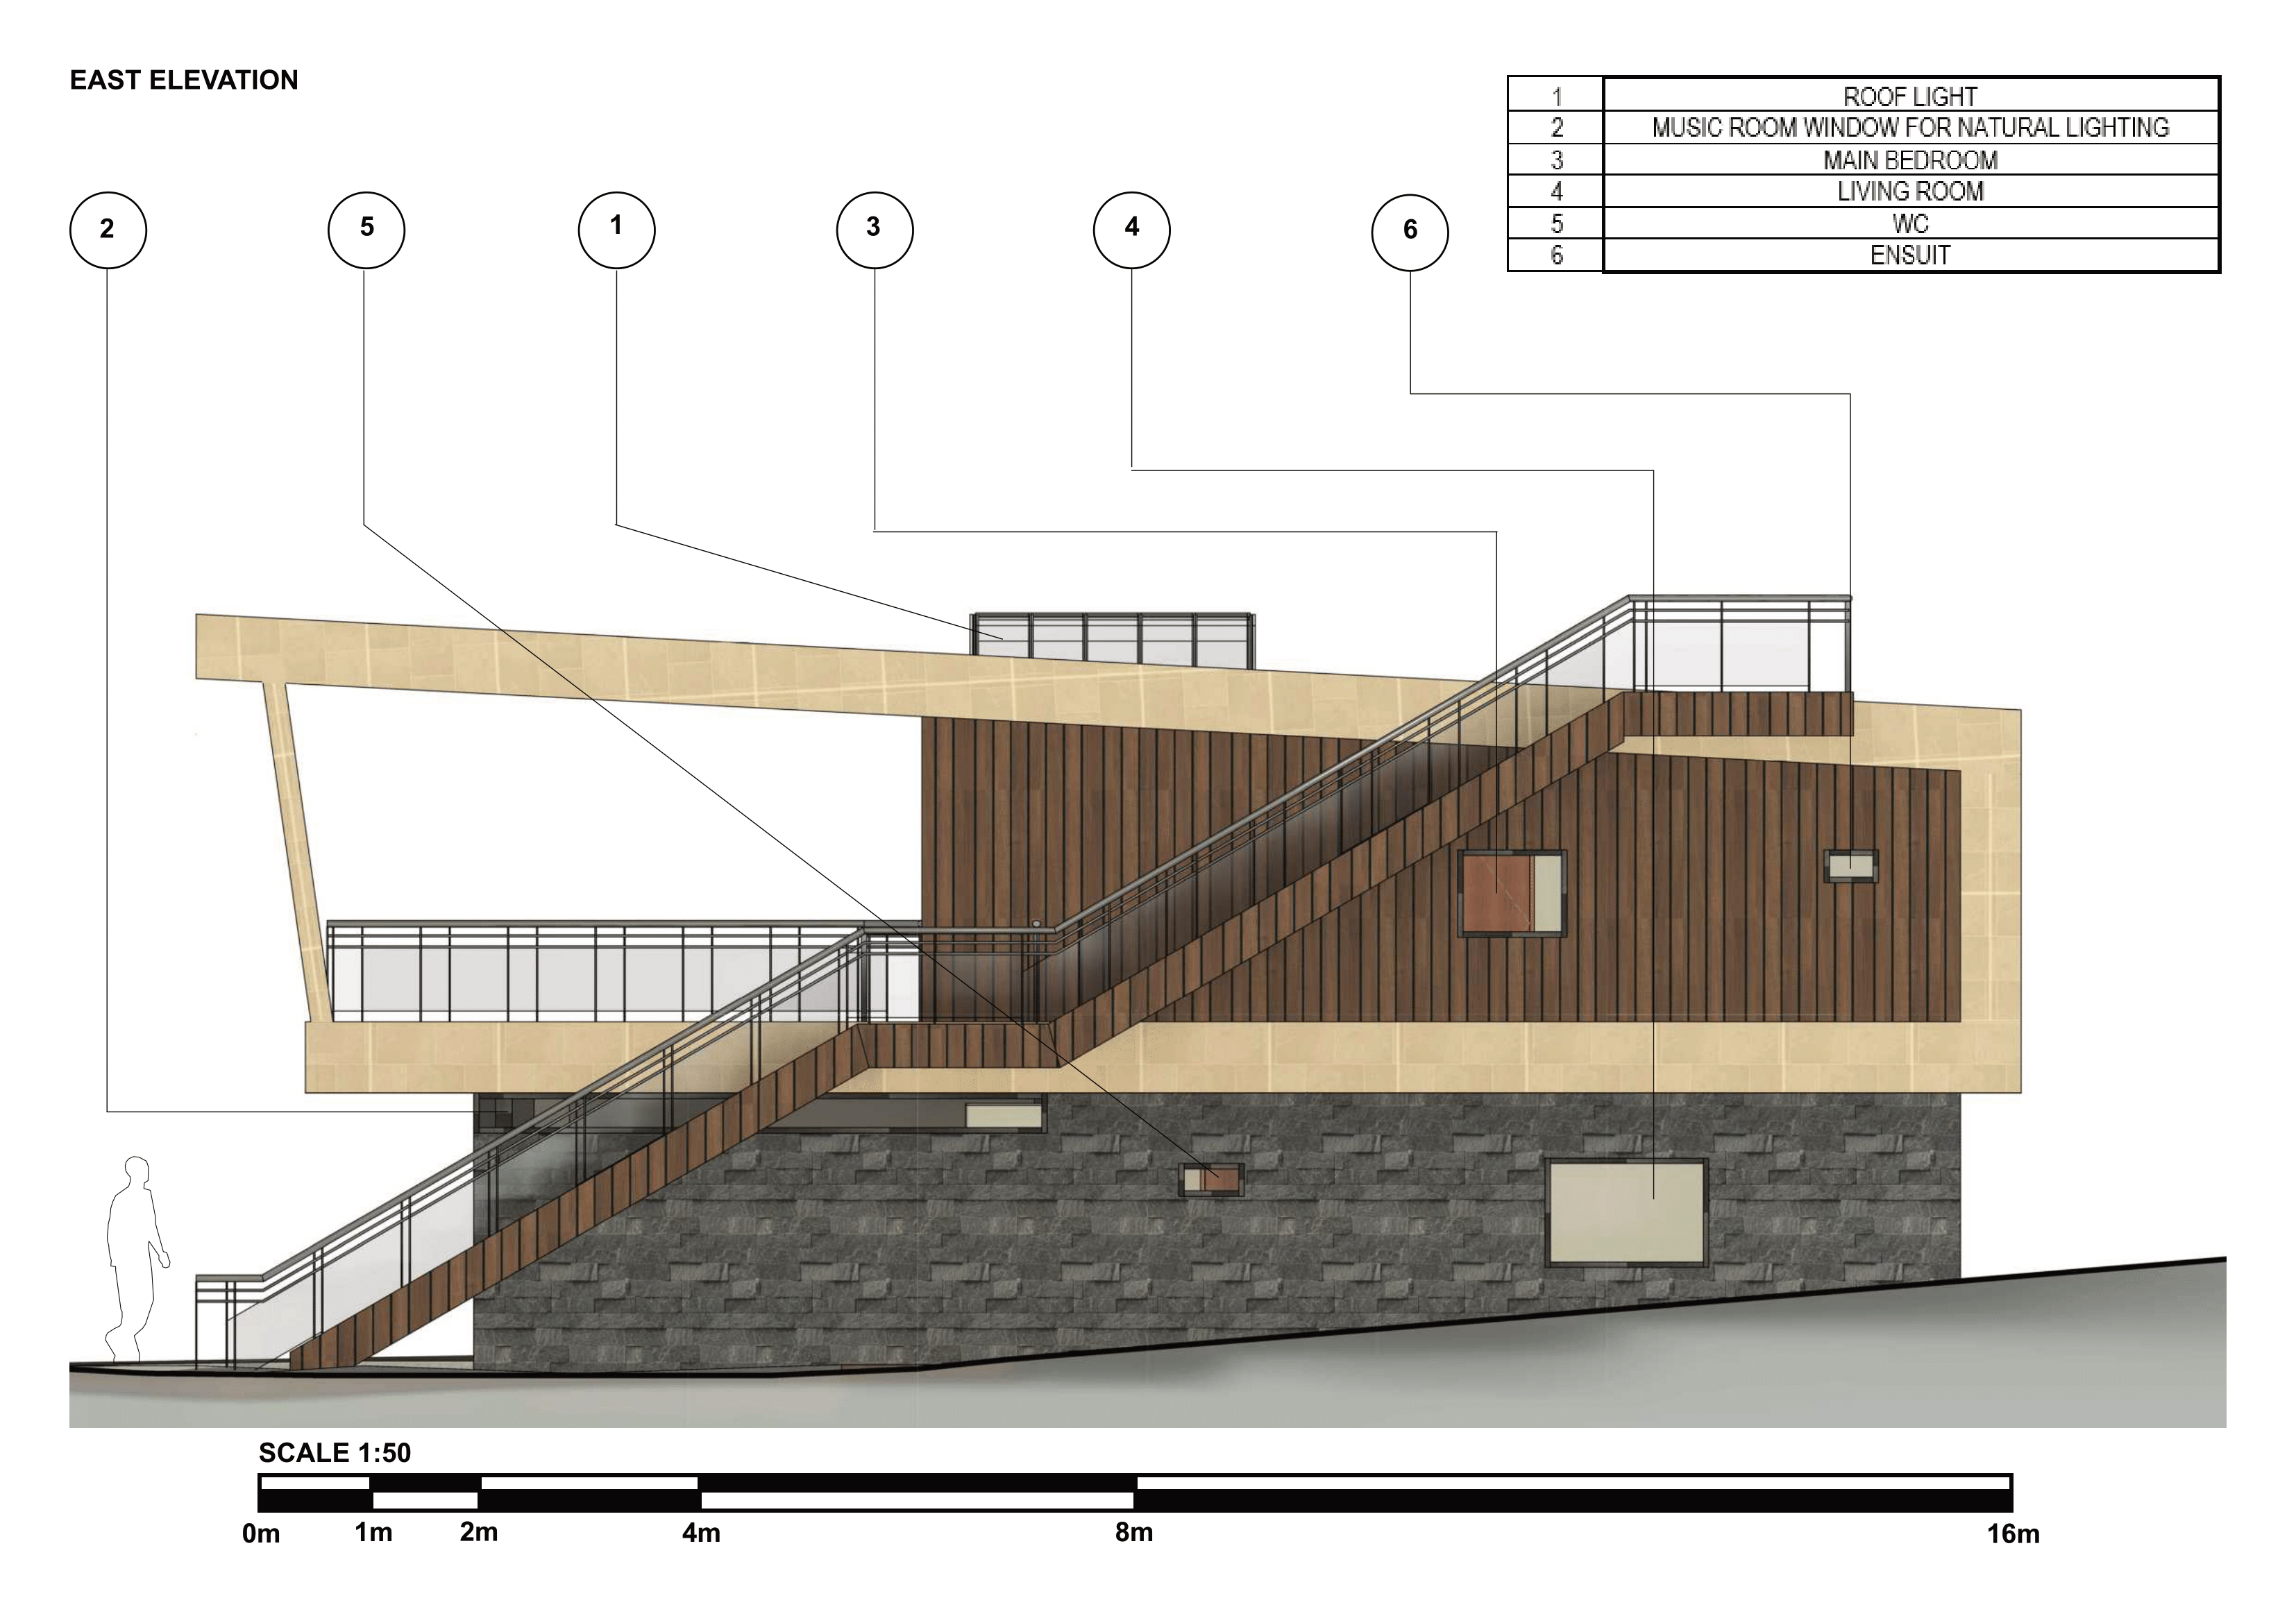 EAST ELEVATION
1 ROOF LIGHT
2 MUSIC ROOM WINDOW FOR NATURAL LIGHTING
3 MAIN BEDROOM
4 LIVING ROOM
5 WC
6 ENSUIT
2 5 1 3 4 6
SCALE 1:50
0m 1m 2m 4m 8m 16m